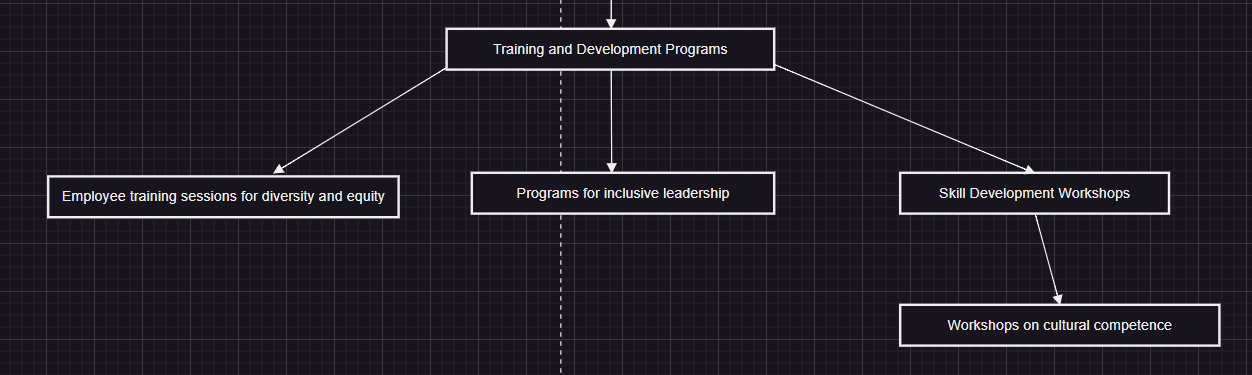 Training and Development Programs
Employee training sessions for diversity and equity
Programs for inclusive leadership
Skill Development Workshops
Workshops on cultural competence